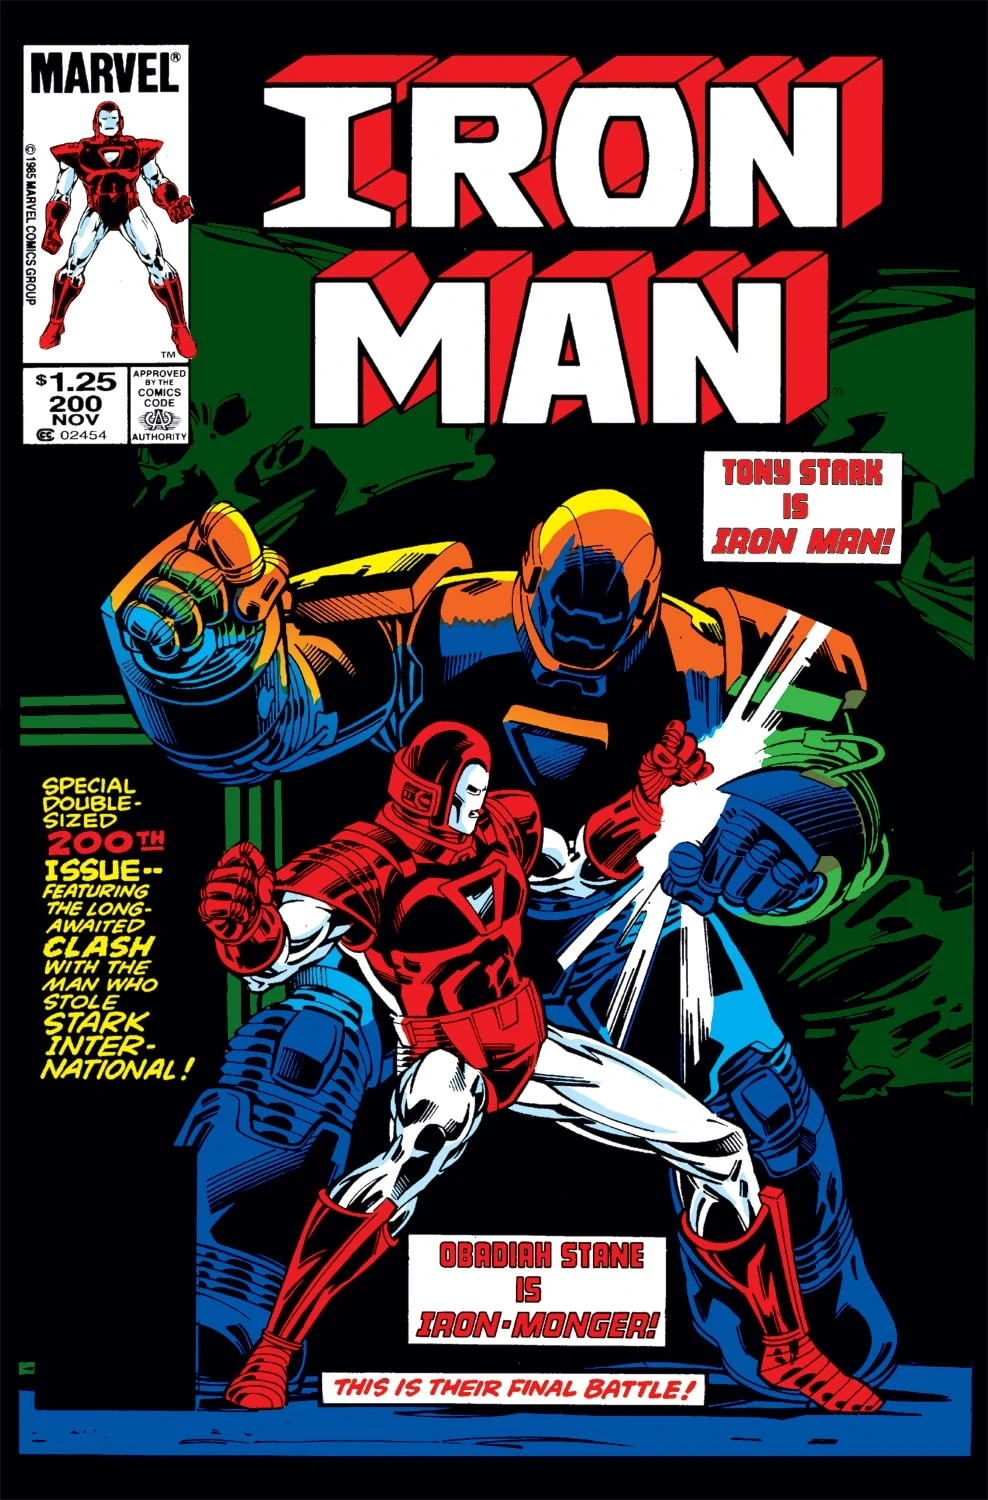 MARVEL®
© 1985 MARVEL COMICS GROUP
TM
$1.25
200
NOV
CC 02454
APPROVED
BY THE
COMICS
CODE
CA
AUTHORITY
IRON
MAN
TONY STARK
IS
IRON MAN!
SPECIAL
DOUBLE-
SIZED
200TH
ISSUE--
FEATURING
THE LONG-
AWAITED
CLASH
WITH THE
MAN WHO
STOLE
STARK
INTER-
NATIONAL!
OBADIAH STANE
IS
IRON-MONGER!
THIS IS THEIR FINAL BATTLE!